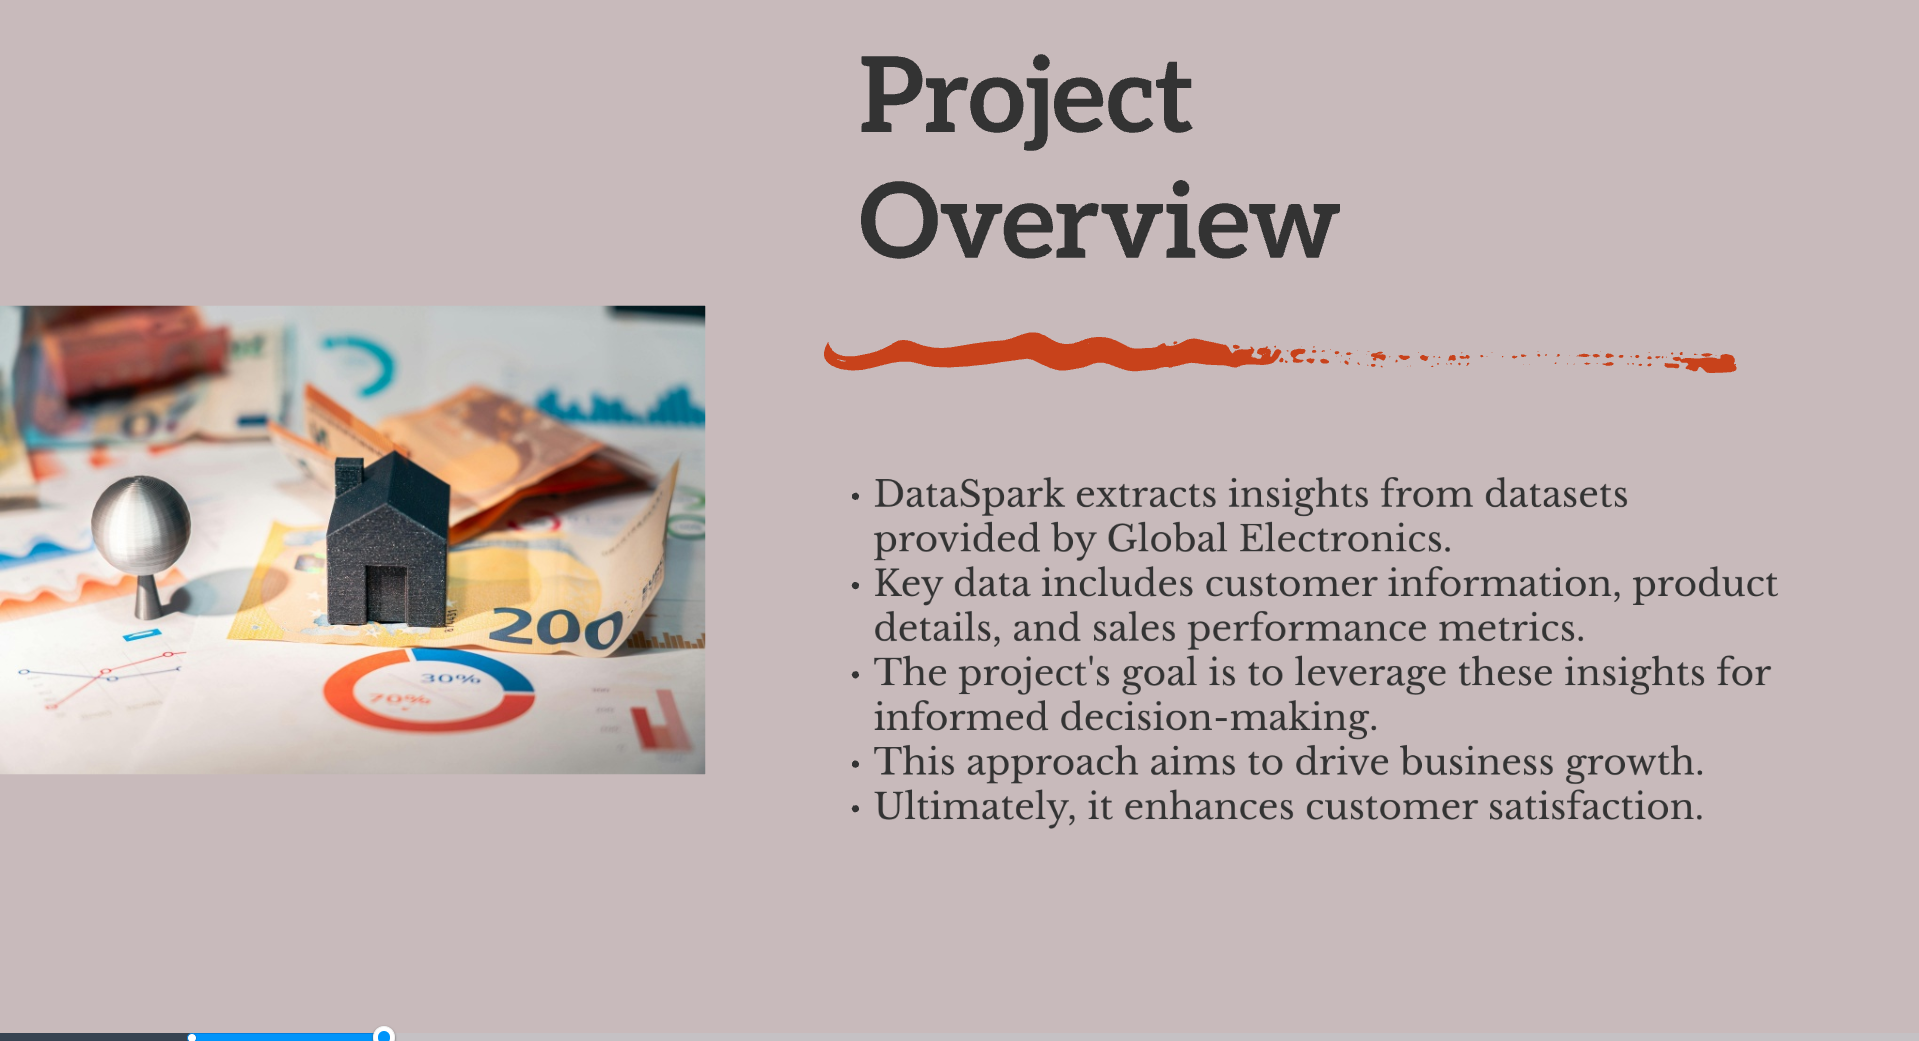 Project
Overview
• DataSpark extracts insights from datasets
provided by Global Electronics.
• Key data includes customer information, product
details, and sales performance metrics.
• The project's goal is to leverage these insights for
informed decision-making.
• This approach aims to drive business growth.
• Ultimately, it enhances customer satisfaction.
200
30%
70%